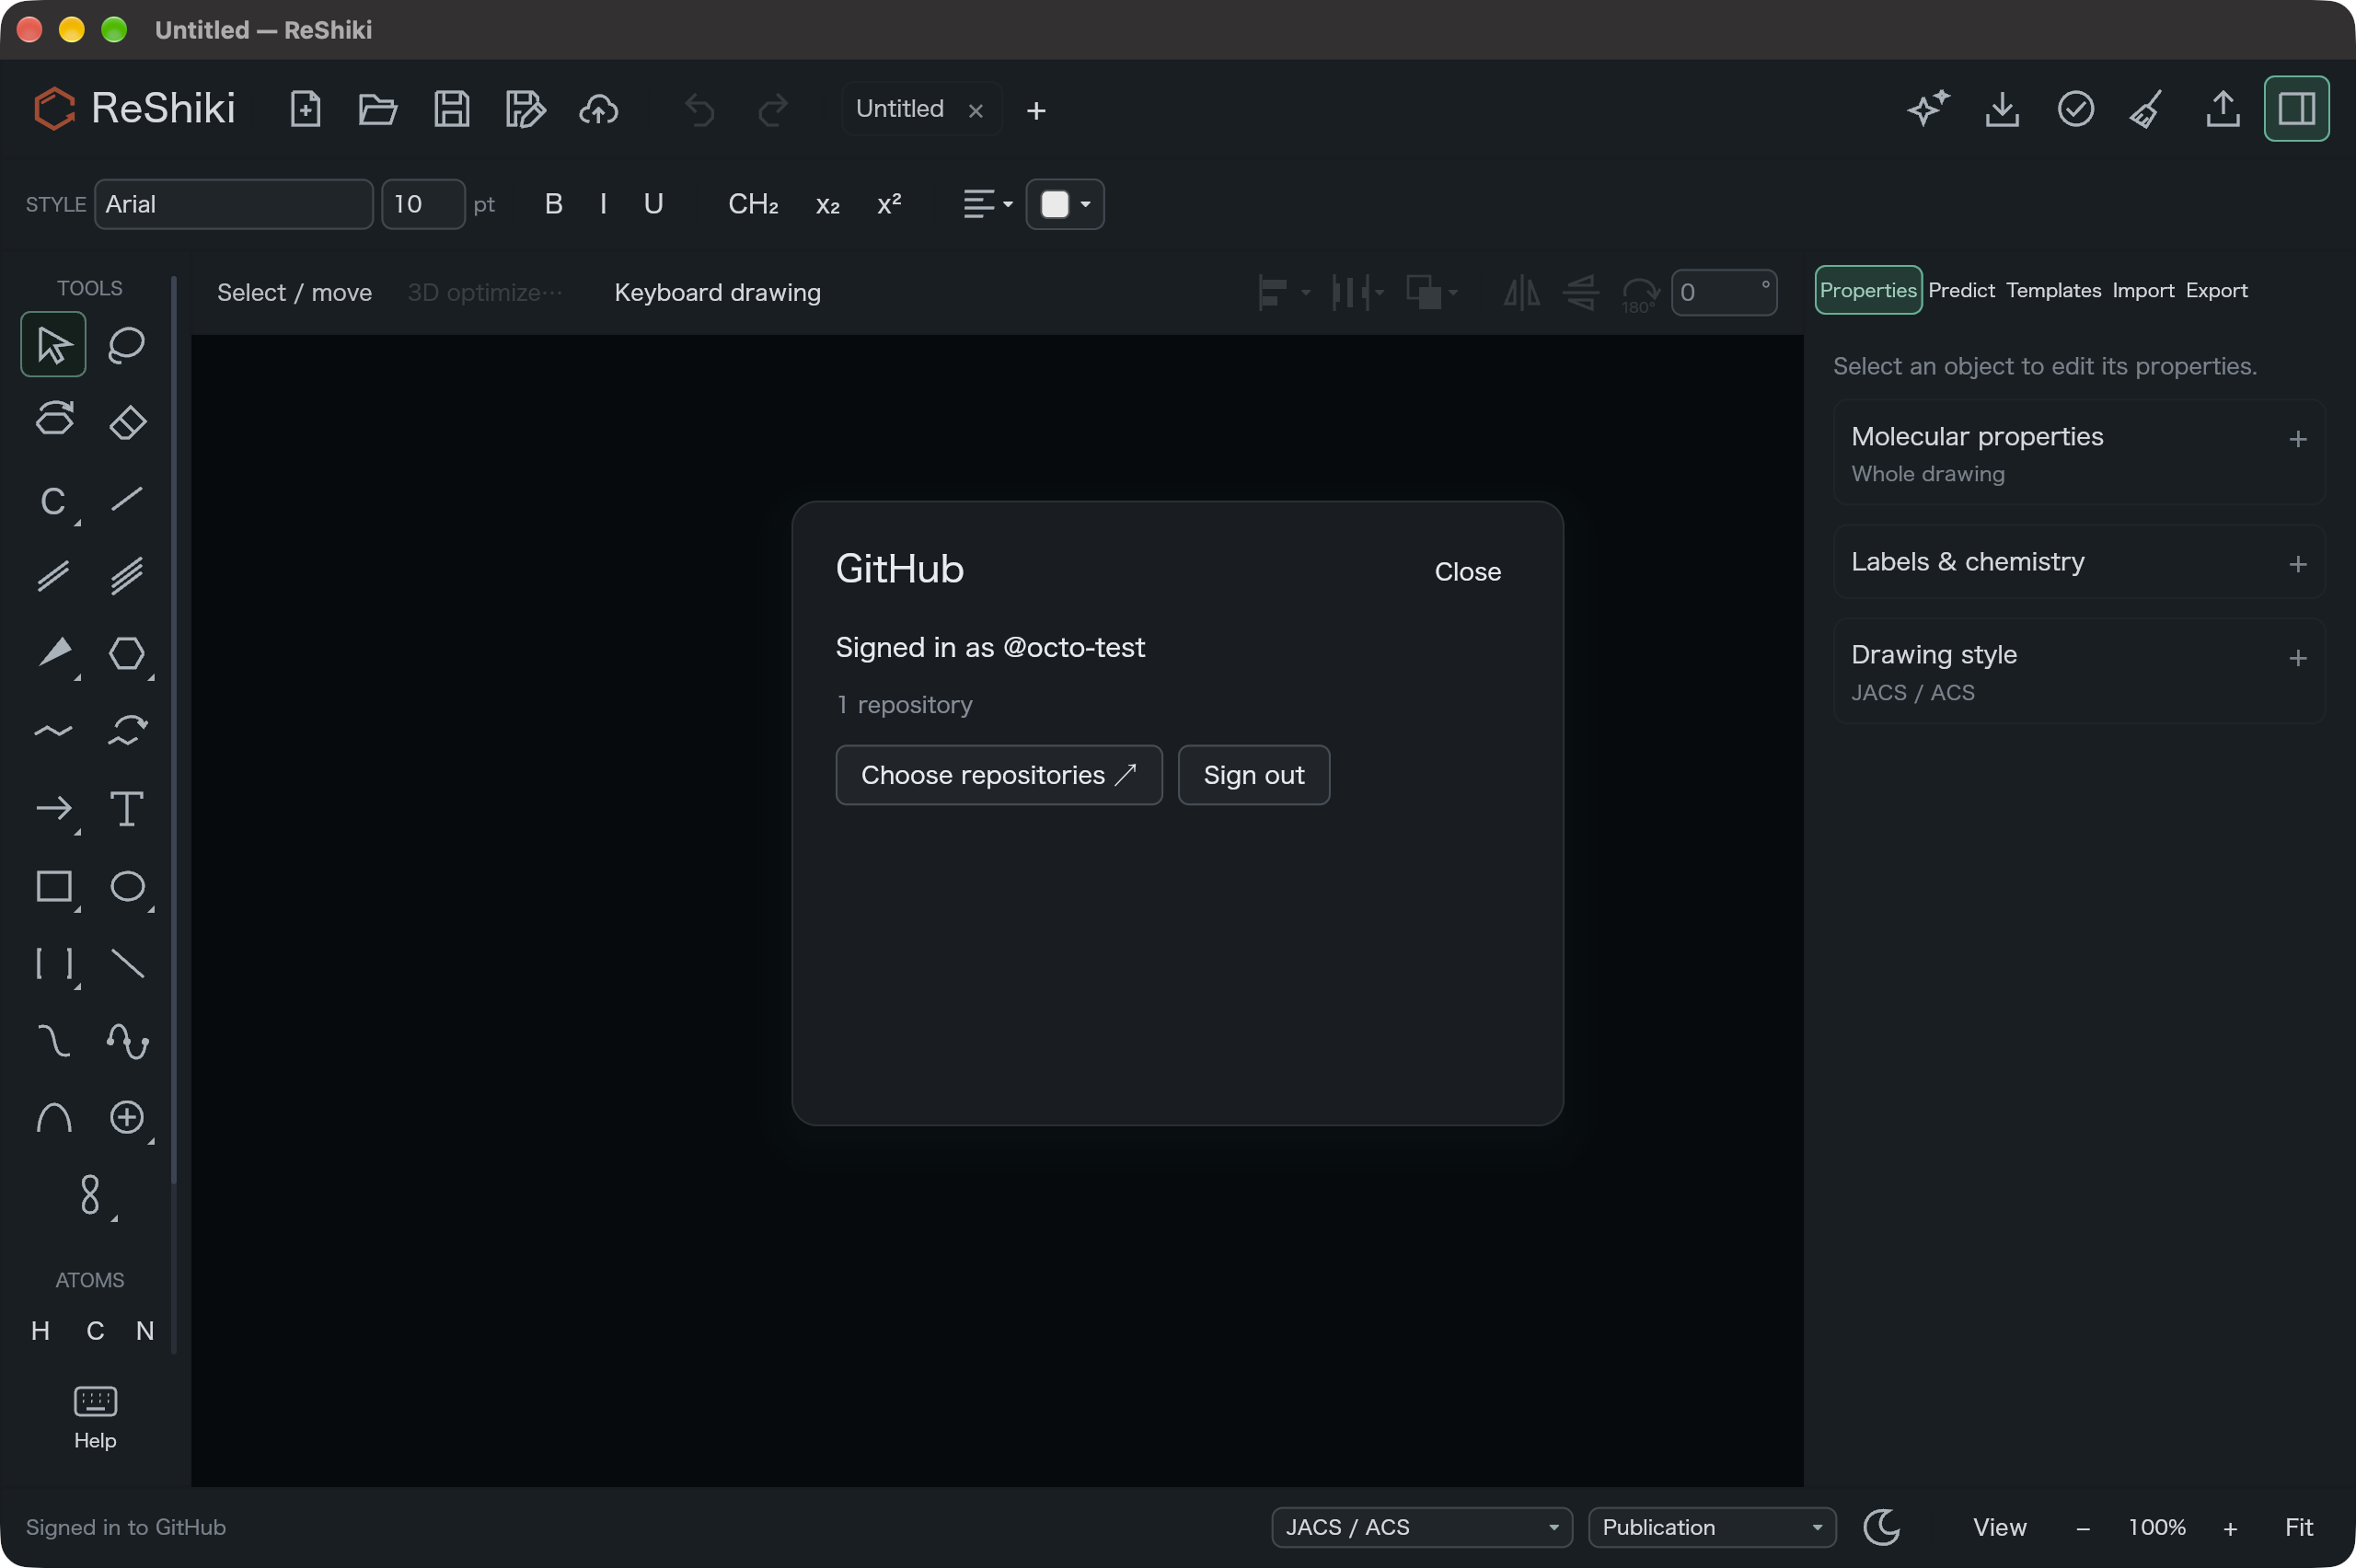 Untitled — ReShiki
ReShiki
Untitled × +
STYLE Arial 10 pt B I U CH₂ x₂ x²
TOOLS
Select / move 3D optimize… Keyboard drawing
180°
0 °
Properties Predict Templates Import Export
Select an object to edit its properties.
Molecular properties +
Whole drawing
Labels & chemistry +
Drawing style +
JACS / ACS
C
T
GitHub
Close
Signed in as @octo-test
1 repository
Choose repositories ↗ Sign out
ATOMS
H C N
Help
Signed in to GitHub
JACS / ACS Publication View – 100% + Fit